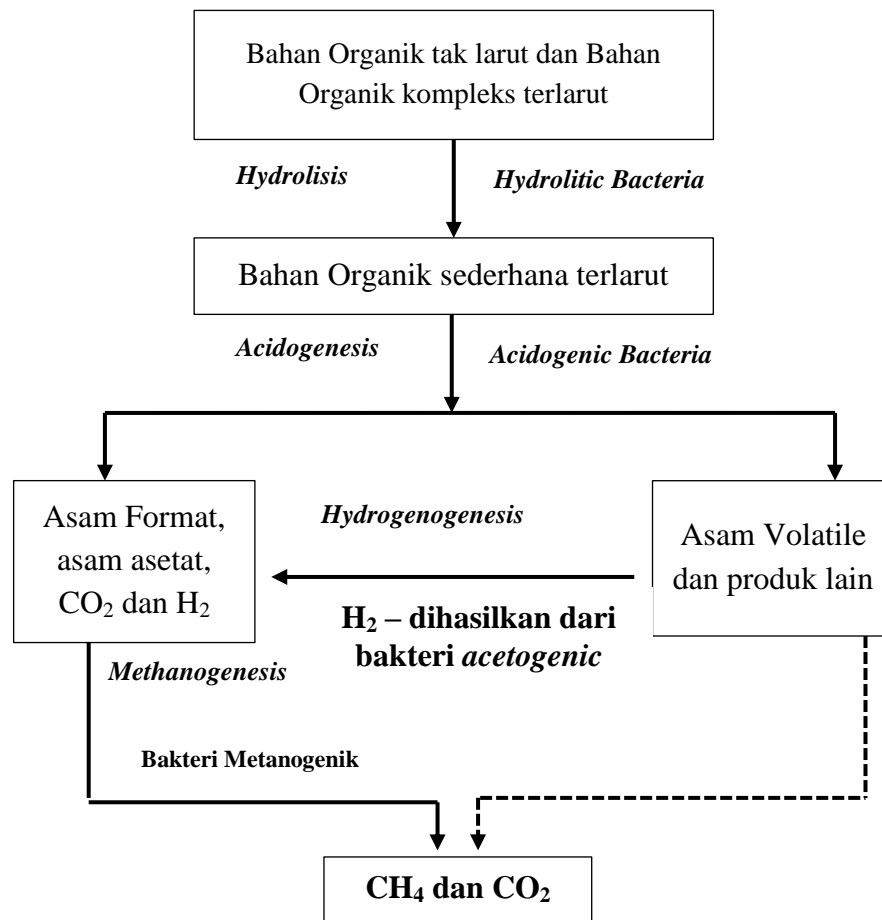 Bahan Organik tak larut dan Bahan
Organik kompleks terlarut
Hydrolisis
Hydrolitic Bacteria
Bahan Organik sederhana terlarut
Acidogenesis
Acidogenic Bacteria
Asam Format,
asam asetat,
CO₂ dan H₂
Hydrogenogenesis
Asam Volatile
dan produk lain
H₂ – dihasilkan dari
bakteri acetogenic
Methanogenesis
Bakteri Metanogenik
CH₄ dan CO₂